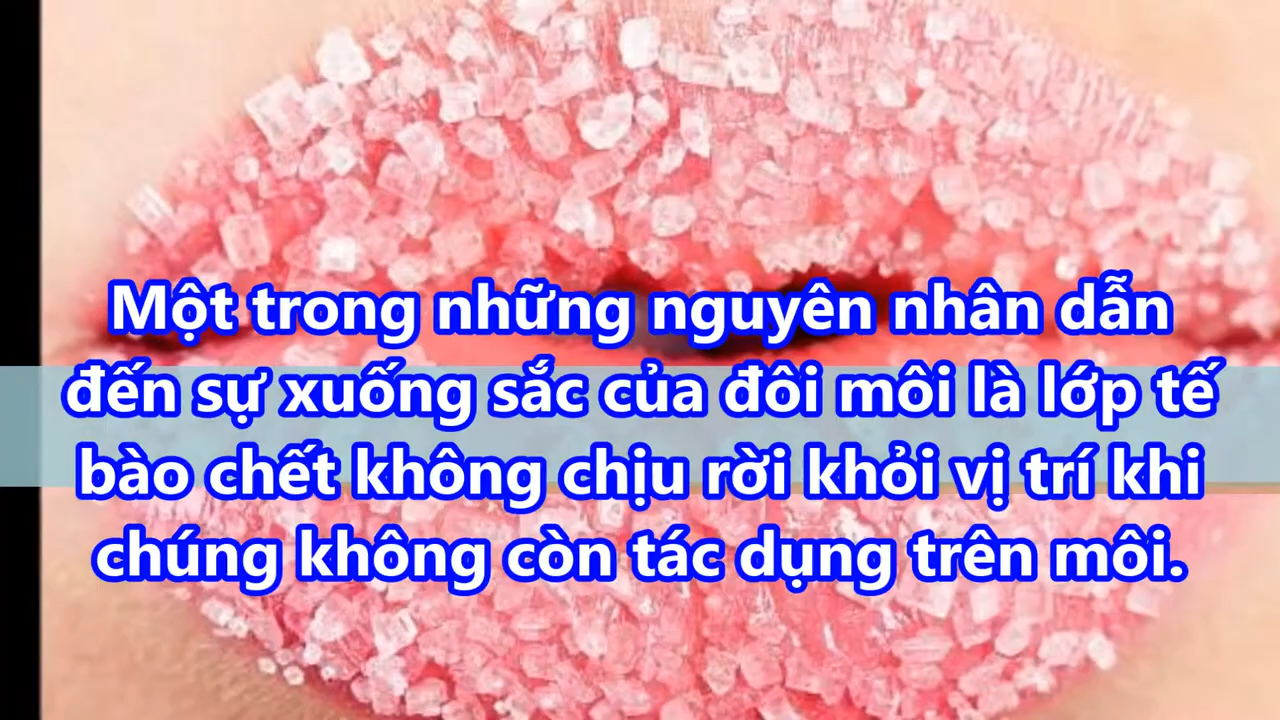 Một trong những nguyên nhân dẫn
đến sự xuống sắc của đôi môi là lớp tế
bào chết không chịu rời khỏi vị trí khi
chúng không còn tác dụng trên môi.